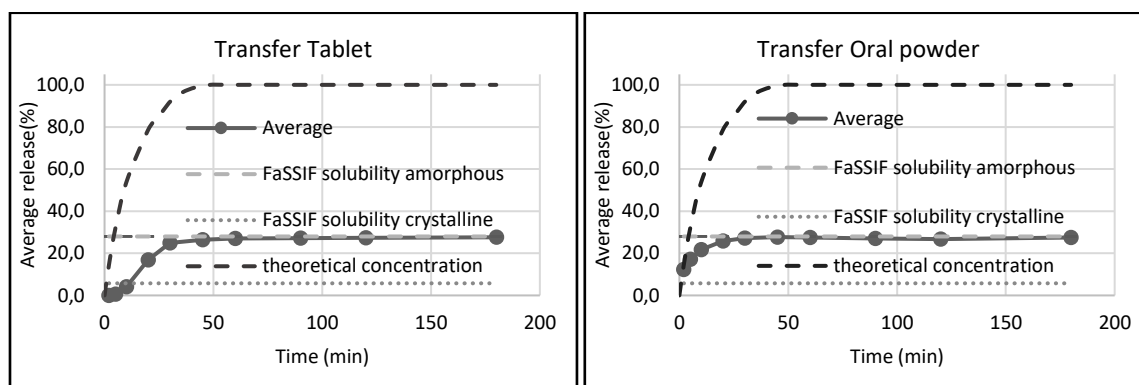 Transfer Tablet
Average release(%)
100,0
80,0
60,0
40,0
20,0
0,0
Average
FaSSIF solubility amorphous
FaSSIF solubility crystalline
theoretical concentration
0
50
100
150
200
Time (min)
Transfer Oral powder
Average release (%)
100,0
80,0
60,0
40,0
20,0
0,0
Average
FaSSIF solubility amorphous
FaSSIF solubility crystalline
theoretical concentration
0
50
100
150
200
Time (min)